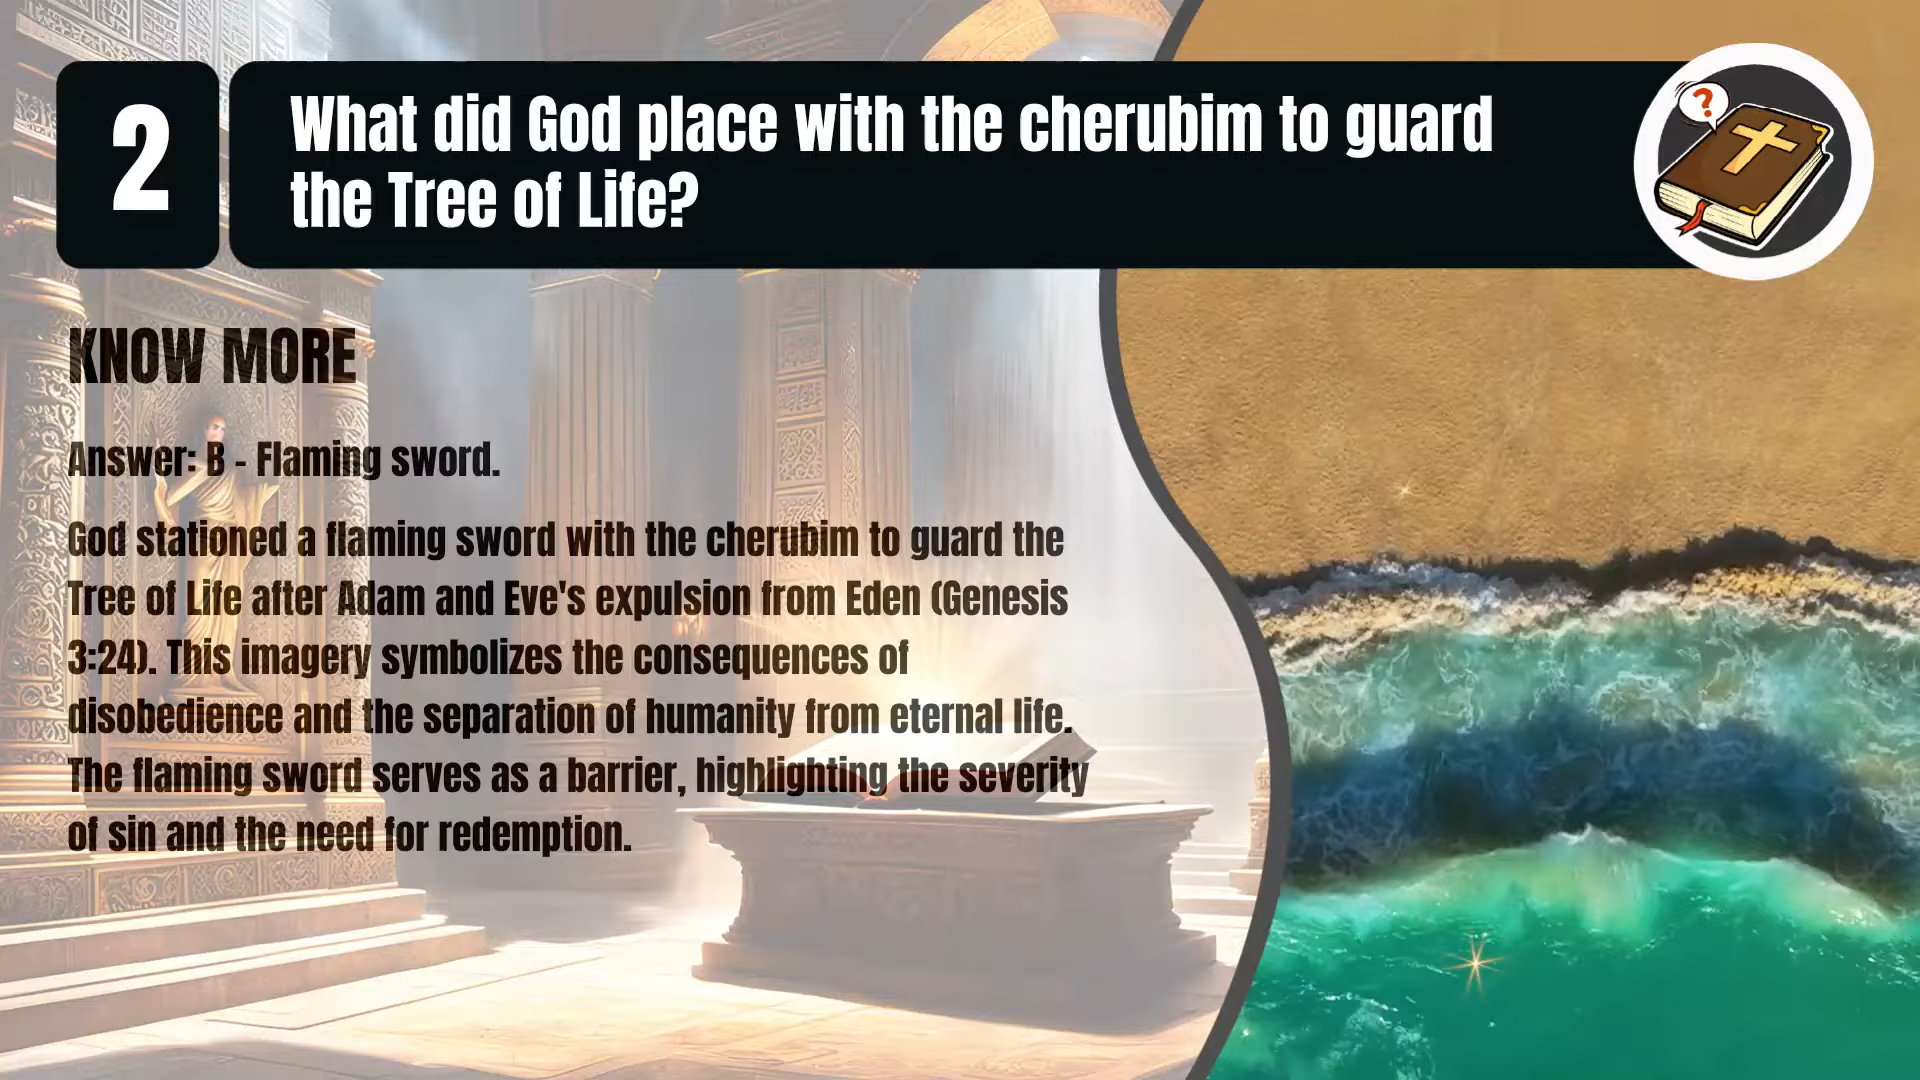 2
What did God place with the cherubim to guard
the Tree of Life?
?
KNOW MORE
Answer: B - Flaming sword.
God stationed a flaming sword with the cherubim to guard the
Tree of Life after Adam and Eve's expulsion from Eden (Genesis
3:24). This imagery symbolizes the consequences of
disobedience and the separation of humanity from eternal life.
The flaming sword serves as a barrier, highlighting the severity
of sin and the need for redemption.